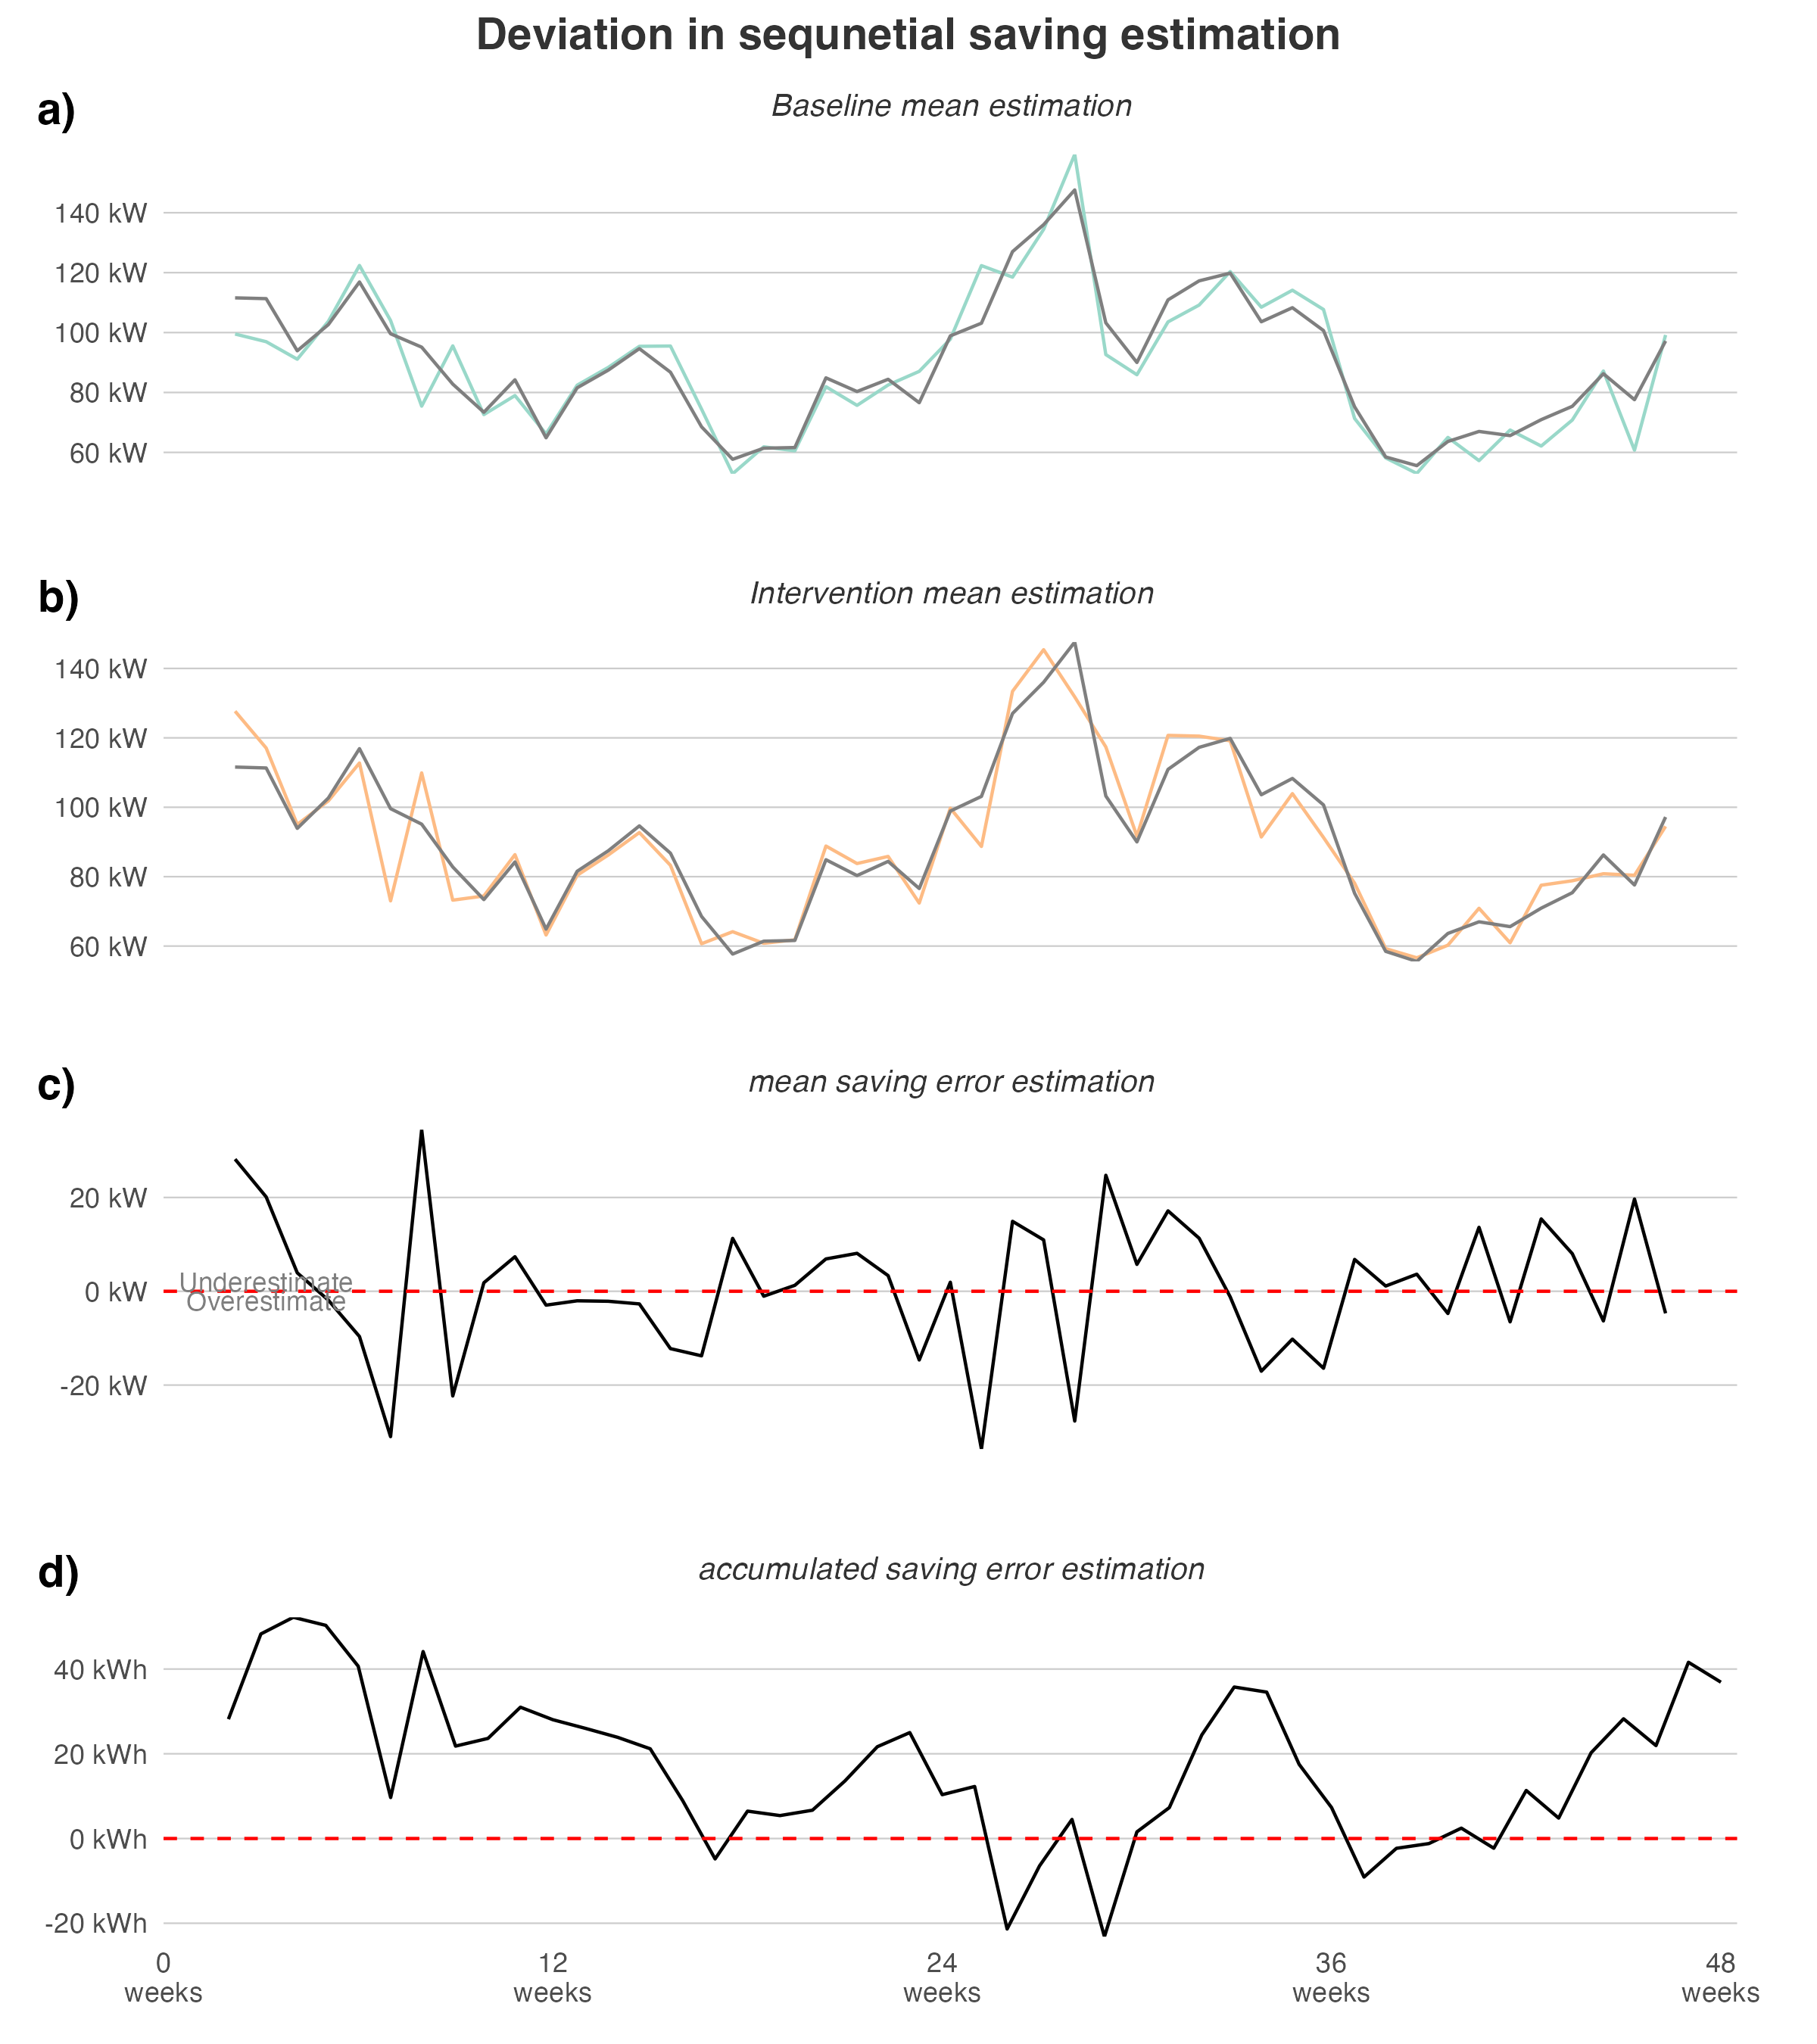 Deviation in sequnetial saving estimation
a)
Baseline mean estimation
140 kW
120 kW
100 kW
80 kW
60 kW
b)
Intervention mean estimation
140 kW
120 kW
100 kW
80 kW
60 kW
c)
mean saving error estimation
20 kW
Underestimate
0 kW
Overestimate
-20 kW
d)
accumulated saving error estimation
40 kWh
20 kWh
0 kWh
-20 kWh
0 12 24 36 48
weeks weeks weeks weeks weeks